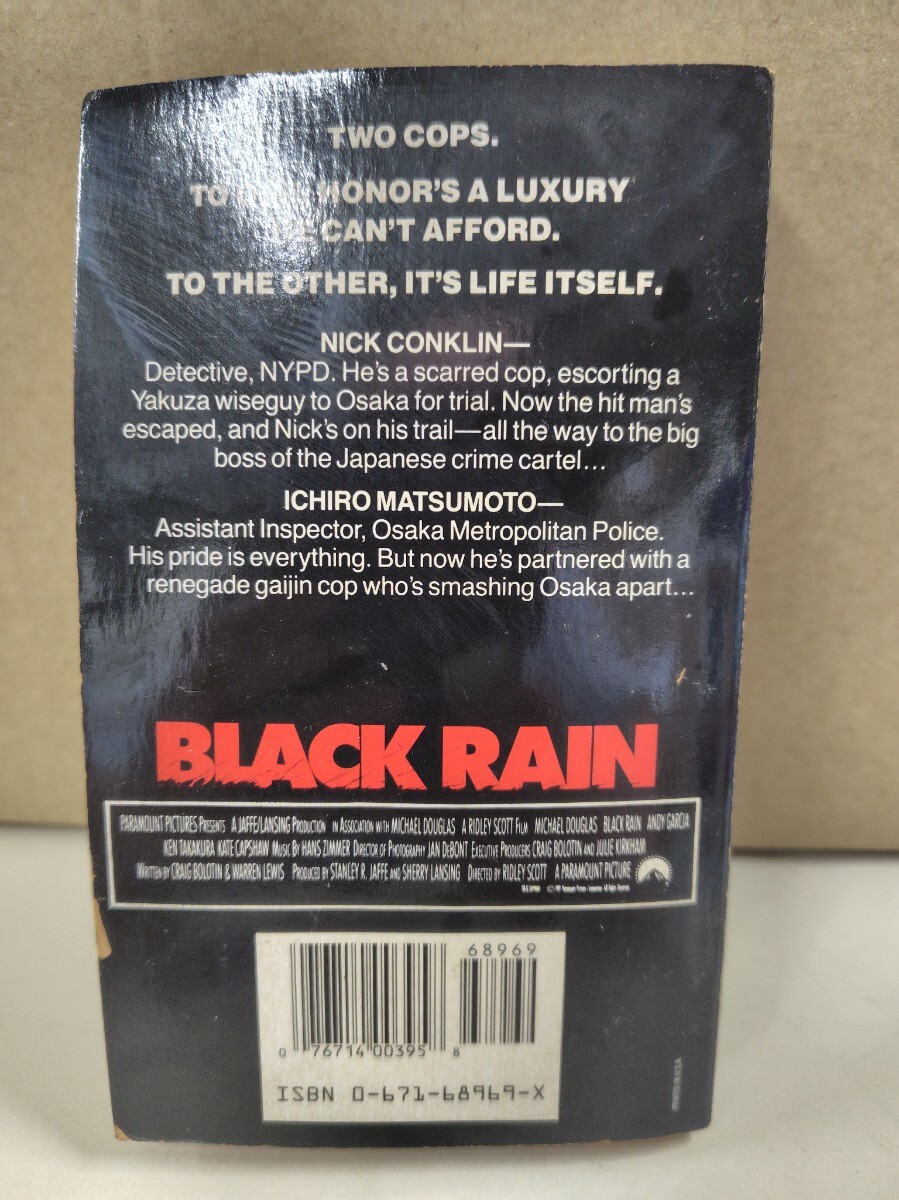 TWO COPS.
TO HONOR'S A LUXURY
HE CAN'T AFFORD.
TO THE OTHER, IT'S LIFE ITSELF.
NICK CONKLIN—
Detective, NYPD. He's a scarred cop, escorting a
Yakuza wiseguy to Osaka for trial. Now the hit man's
escaped, and Nick's on his trail—all the way to the big
boss of the Japanese crime cartel...
ICHIRO MATSUMOTO—
Assistant Inspector, Osaka Metropolitan Police.
His pride is everything. But now he's partnered with a
renegade gaijin cop who's smashing Osaka apart...
BLACK RAIN
PARAMOUNT PICTURES PRESENTS A JAFFE/LANSING PRODUCTION IN ASSOCIATION WITH MICHAEL DOUGLAS A RIDLEY SCOTT FILM MICHAEL DOUGLAS BLACK RAIN ANDY GARCIA
KEN TAKAKURA KATE CAPSHAW MUSIC BY HANS ZIMMER DIRECTOR OF PHOTOGRAPHY JAN DEBONT EXECUTIVE PRODUCERS CRAIG BOLOTIN AND JULIE KIRKHAM
WRITTEN BY CRAIG BOLOTIN & WARREN LEWIS PRODUCED BY STANLEY R. JAFFE AND SHERRY LANSING DIRECTED BY RIDLEY SCOTT A PARAMOUNT PICTURE
68969
0 76714 00395 8
ISBN 0-671-68969-X
PRINTED IN U.S.A.